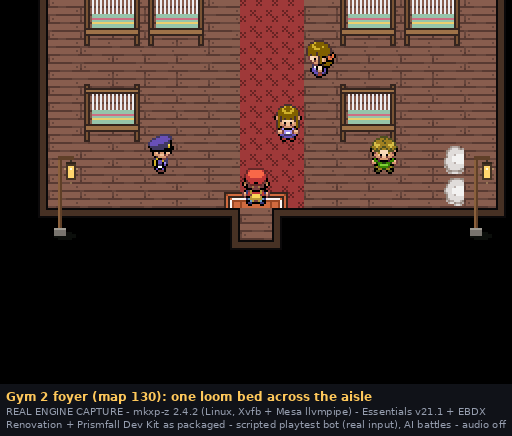 Gym 2 foyer (map 130): one loom bed across the aisle
REAL ENGINE CAPTURE - mkxp-z 2.4.2 (Linux, Xvfb + Mesa llvmpipe) - Essentials v21.1 + EBDX
Renovation + Prismfall Dev Kit as packaged - scripted playtest bot (real input), AI battles - audio off